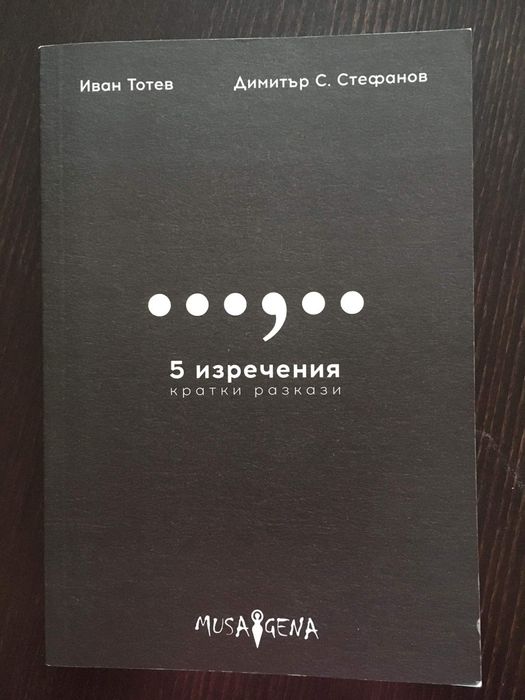 Иван Тотев Димитър С. Стефанов
•••,••
5 изречения
кратки разкази
MUSAGENA